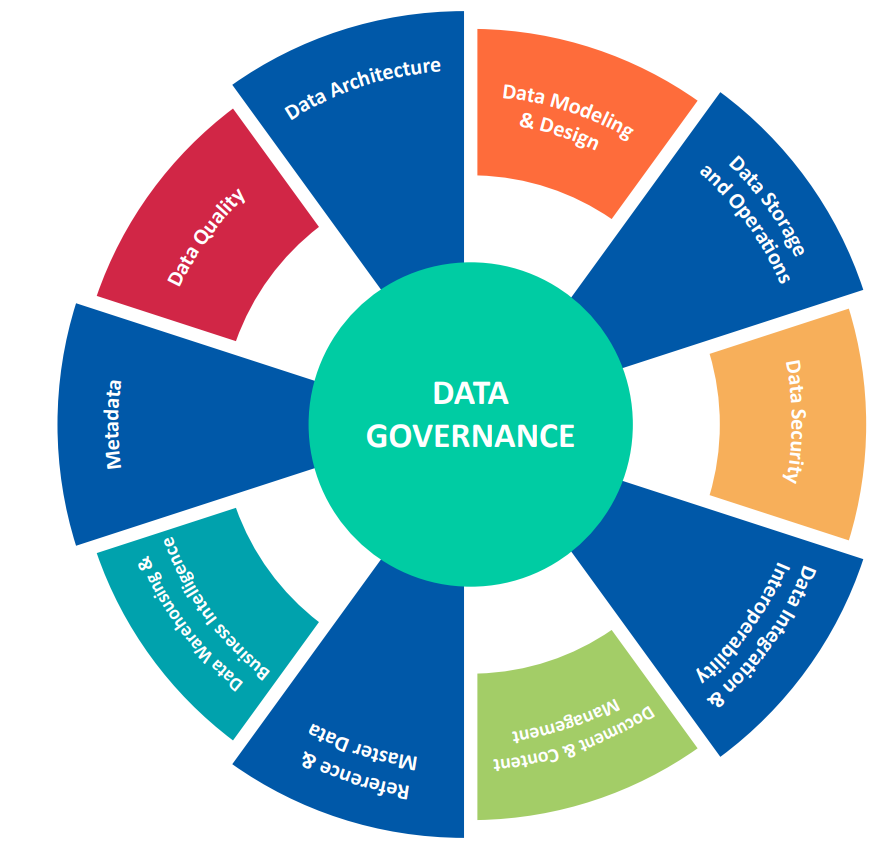 Data Architecture
Data Modeling
& Design
Data Storage
and Operations
Data Security
Data Integration &
Interoperability
Document & Content
Management
Reference &
Master Data
Data Warehousing &
Business Intelligence
Metadata
Data Quality
DATA
GOVERNANCE